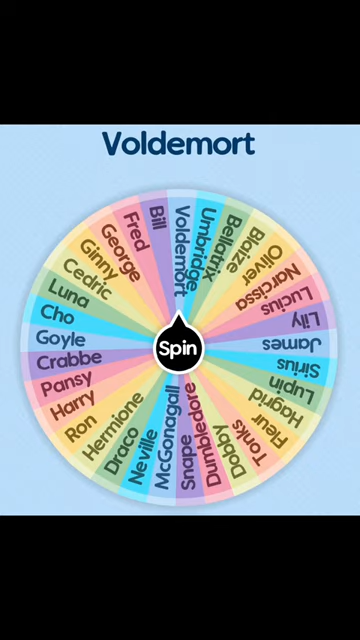 Voldemort
Voldemort
Umbridge
Bellatrix
Blaize
Oliver
Narcissa
Lucius
Lily
James
Sirius
Lupin
Hagrid
Fleur
Tonks
Dobby
Dumbledore
Snape
McGonagall
Neville
Draco
Hermione
Ron
Harry
Pansy
Crabbe
Goyle
Cho
Luna
Cedric
Ginny
George
Fred
Bill
Spin